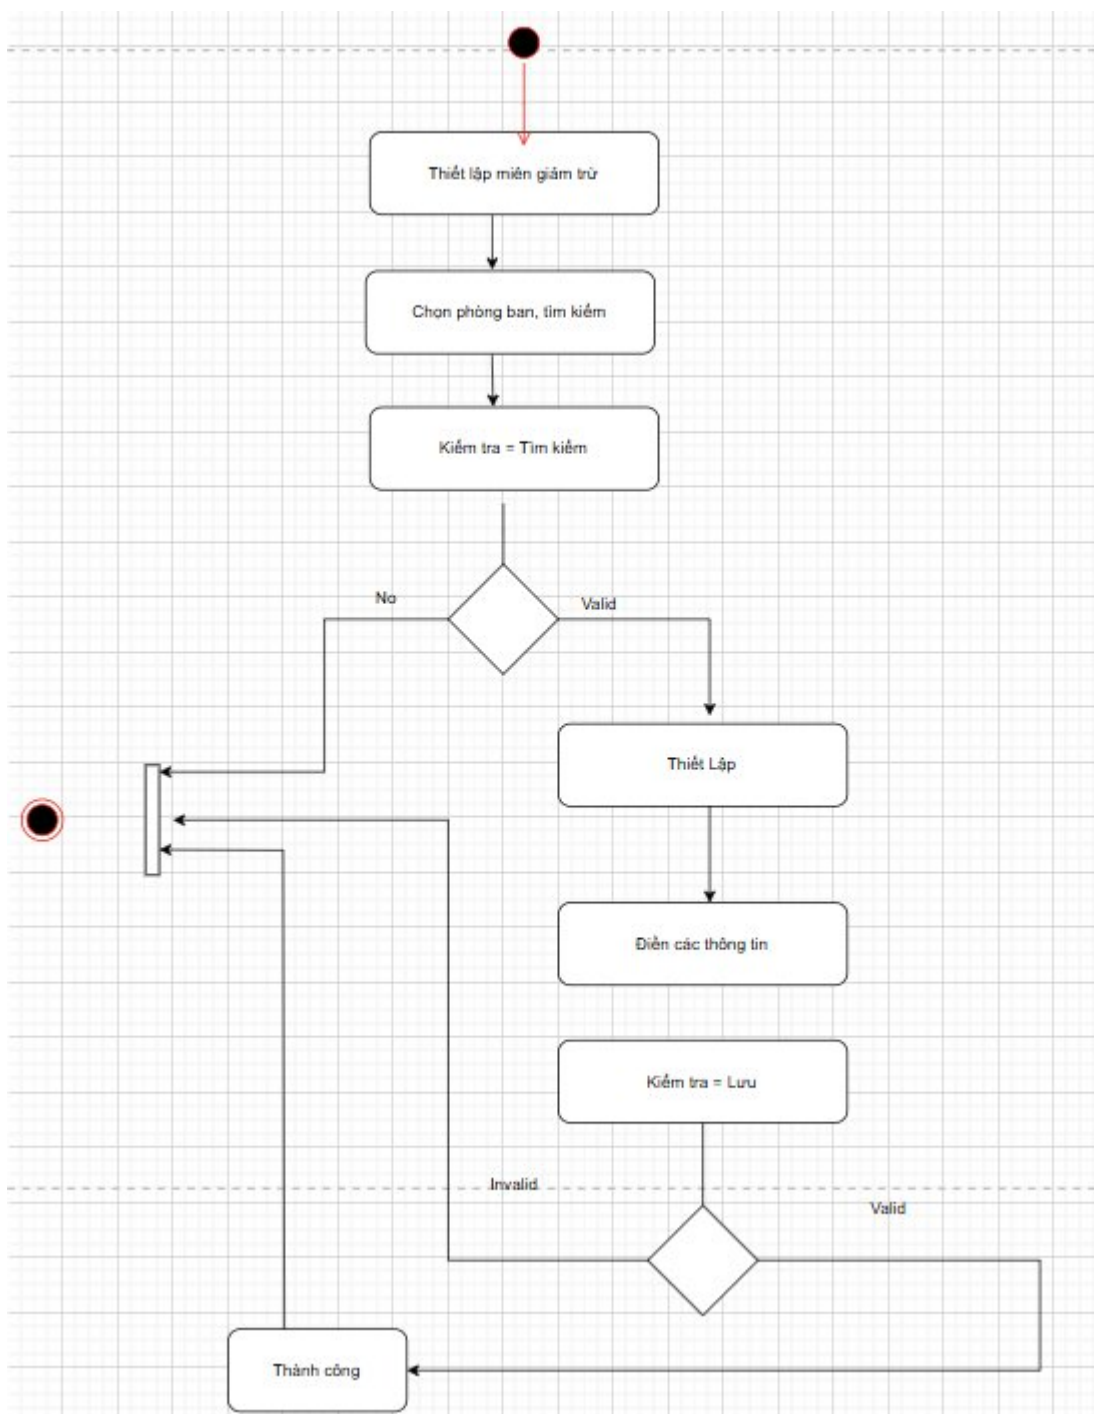 Thiết lập miên giảm trừ
Chọn phòng ban, tìm kiếm
Kiểm tra = Tìm kiếm
No
Valid
Thiết Lập
Điền các thông tin
Kiểm tra = Lưu
Invalid
Valid
Thành công